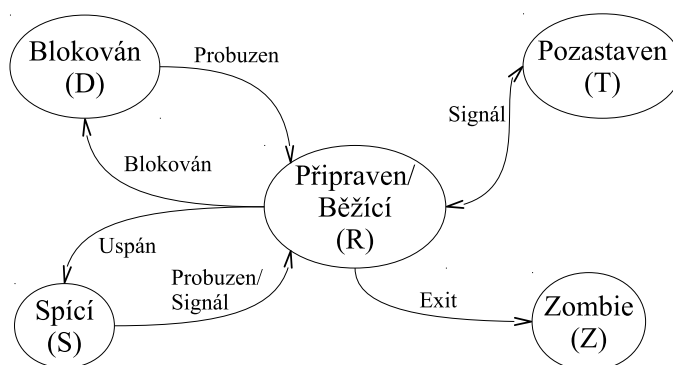 Blokován
(D)
Probuzen
Pozastaven
(T)
Signál
Blokován
Připraven/
Běžící
(R)
Uspán
Probuzen/
Signál
Spící
(S)
Exit
Zombie
(Z)